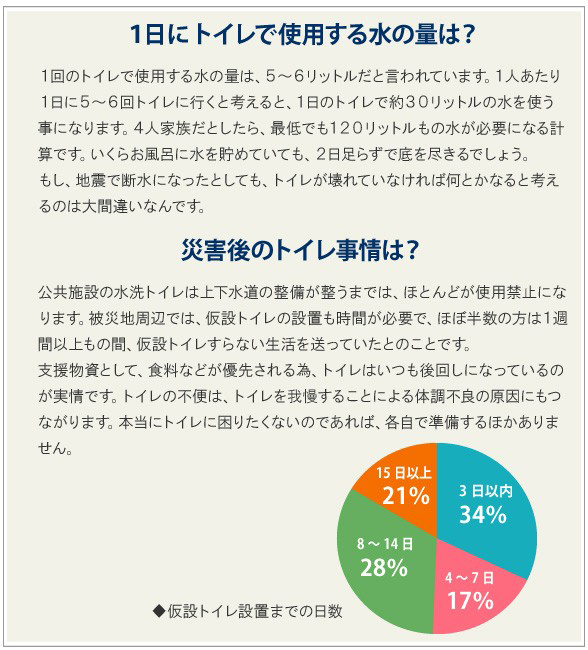 1日にトイレで使用する水の量は？
１回のトイレで使用する水の量は、５～６リットルだと言われています。１人あたり
１日に５～６回トイレに行くと考えると、１日のトイレで約３０リットルの水を使う
事になります。４人家族だとしたら、最低でも１２０リットルもの水が必要になる計
算です。いくらお風呂に水を貯めていても、２日足らずで底を尽きるでしょう。
もし、地震で断水になったとしても、トイレが壊れていなければ何とかなると考え
るのは大間違いなんです。
災害後のトイレ事情は？
公共施設の水洗トイレは上下水道の整備が整うまでは、ほとんどが使用禁止にな
ります。被災地周辺では、仮設トイレの設置も時間が必要で、ほぼ半数の方は１週
間以上もの間、仮設トイレすらない生活を送っていたとのことです。
支援物資として、食料などが優先される為、トイレはいつも後回しになっているの
が実情です。トイレの不便は、トイレを我慢することによる体調不良の原因にもつ
ながります。本当にトイレに困りたくないのであれば、各自で準備するほかありま
せん。
15日以上
21%
3日以内
34%
8～14日
28%
4～7日
17%
◆仮設トイレ設置までの日数